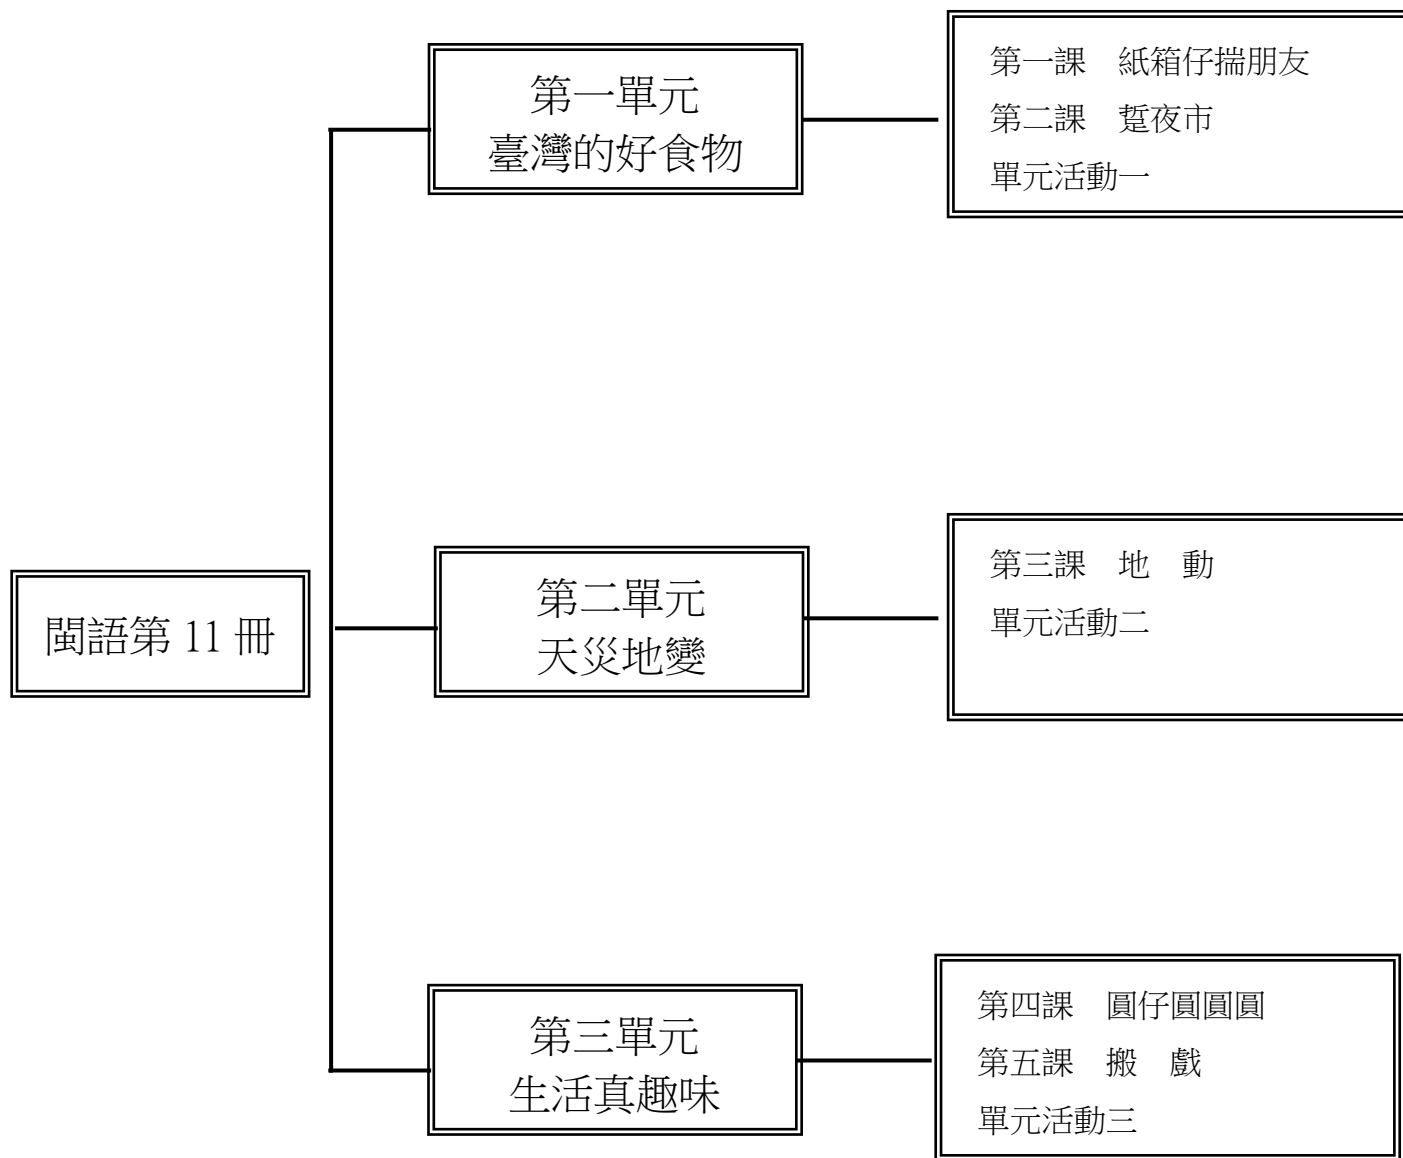 閩語第 11 冊
第一單元
臺灣的好食物
第一課　紙箱仔揣朋友
第二課　踅夜市
單元活動一
第二單元
天災地變
第三課　地　動
單元活動二
第三單元
生活真趣味
第四課　圓仔圓圓圓
第五課　搬　戲
單元活動三